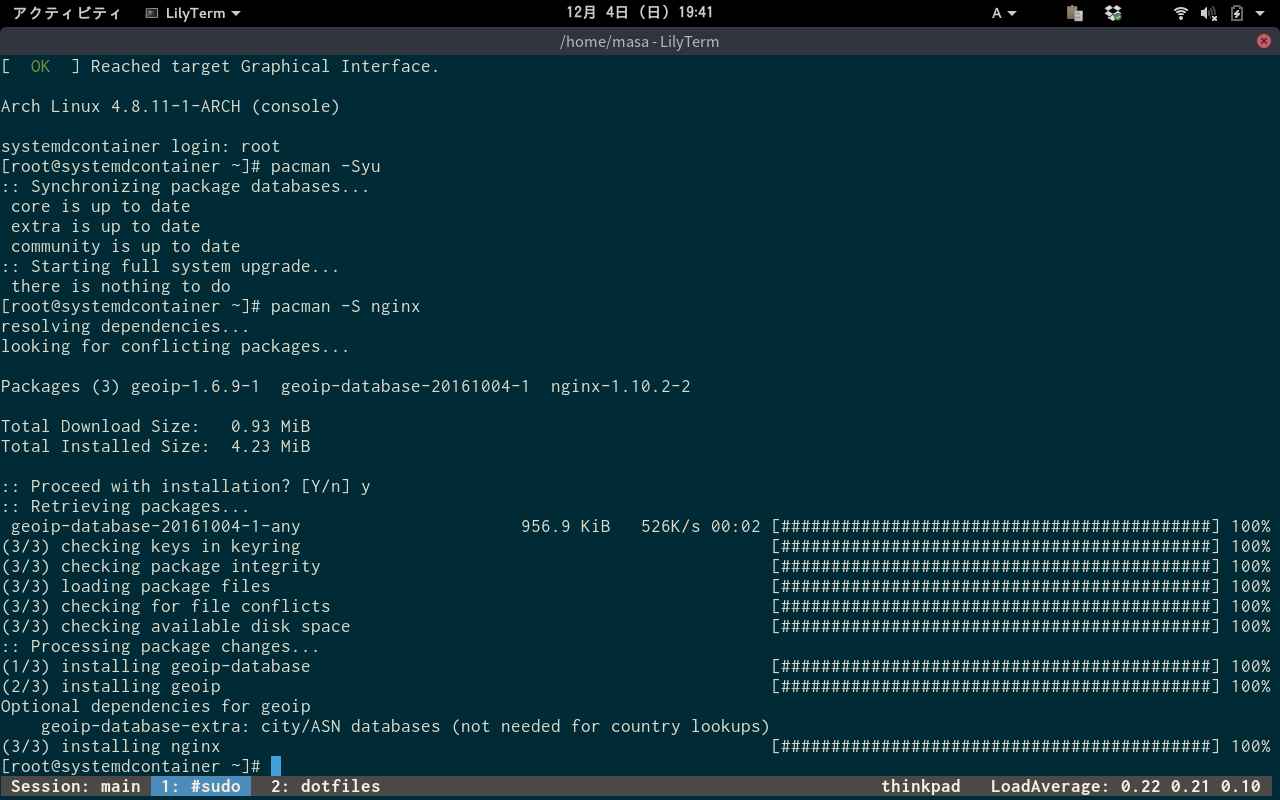 アクティビティ LilyTerm 12月 4日 (日) 19:41 A
/home/masa - LilyTerm
[  OK  ] Reached target Graphical Interface.
Arch Linux 4.8.11-1-ARCH (console)
systemdcontainer login: root
[root@systemdcontainer ~]# pacman -Syu
:: Synchronizing package databases...
 core is up to date
 extra is up to date
 community is up to date
:: Starting full system upgrade...
 there is nothing to do
[root@systemdcontainer ~]# pacman -S nginx
resolving dependencies...
looking for conflicting packages...
Packages (3) geoip-1.6.9-1  geoip-database-20161004-1  nginx-1.10.2-2
Total Download Size:   0.93 MiB
Total Installed Size:  4.23 MiB
:: Proceed with installation? [Y/n] y
:: Retrieving packages...
 geoip-database-20161004-1-any                      956.9 KiB   526K/s 00:02 [###########################################] 100%
(3/3) checking keys in keyring                                               [###########################################] 100%
(3/3) checking package integrity                                             [###########################################] 100%
(3/3) loading package files                                                  [###########################################] 100%
(3/3) checking for file conflicts                                            [###########################################] 100%
(3/3) checking available disk space                                          [###########################################] 100%
:: Processing package changes...
(1/3) installing geoip-database                                              [###########################################] 100%
(2/3) installing geoip                                                       [###########################################] 100%
Optional dependencies for geoip
    geoip-database-extra: city/ASN databases (not needed for country lookups)
(3/3) installing nginx                                                       [###########################################] 100%
[root@systemdcontainer ~]#
Session: main  1: #sudo  2: dotfiles  thinkpad  LoadAverage: 0.22 0.21 0.10